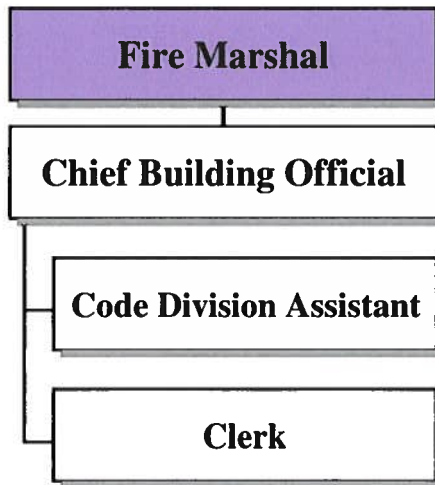 Fire Marshal
Chief Building Official
Code Division Assistant
Clerk